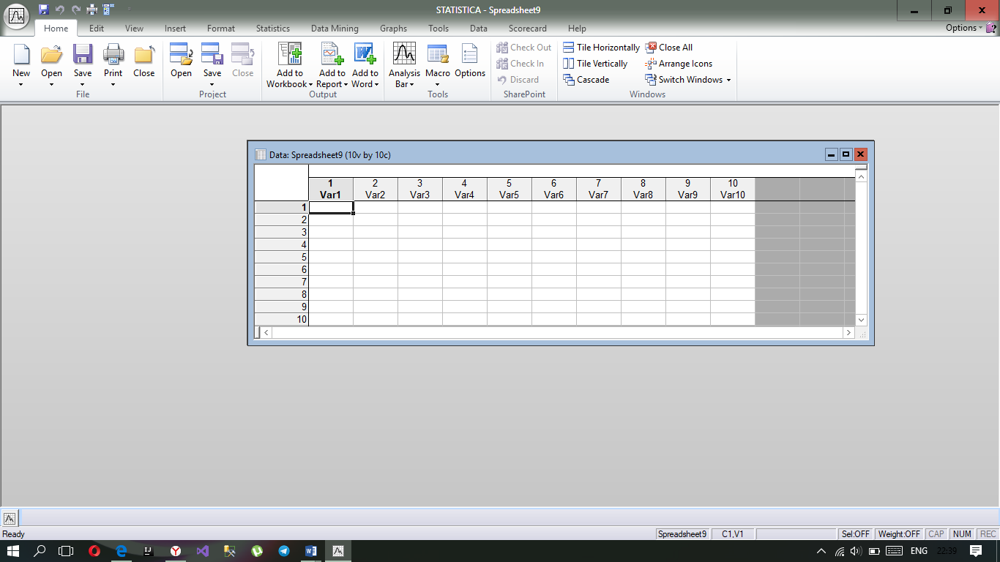 STATISTICA - Spreadsheet9
Home Edit View Insert Format Statistics Data Mining Graphs Tools Data Scorecard Help Options
New Open Save Print Close
File
Open Save Close
Project
Add to Workbook Add to Report Add to Word
Output
Analysis Bar Macro Options
Tools
Check Out
Check In
Discard
SharePoint
Tile Horizontally Close All
Tile Vertically Arrange Icons
Cascade Switch Windows
Windows
Data: Spreadsheet9 (10v by 10c)
1 2 3 4 5 6 7 8 9 10
Var1 Var2 Var3 Var4 Var5 Var6 Var7 Var8 Var9 Var10
1
2
3
4
5
6
7
8
9
10
Ready Spreadsheet9 C1,V1 Sel:OFF Weight:OFF CAP NUM REC
ENG 22:39